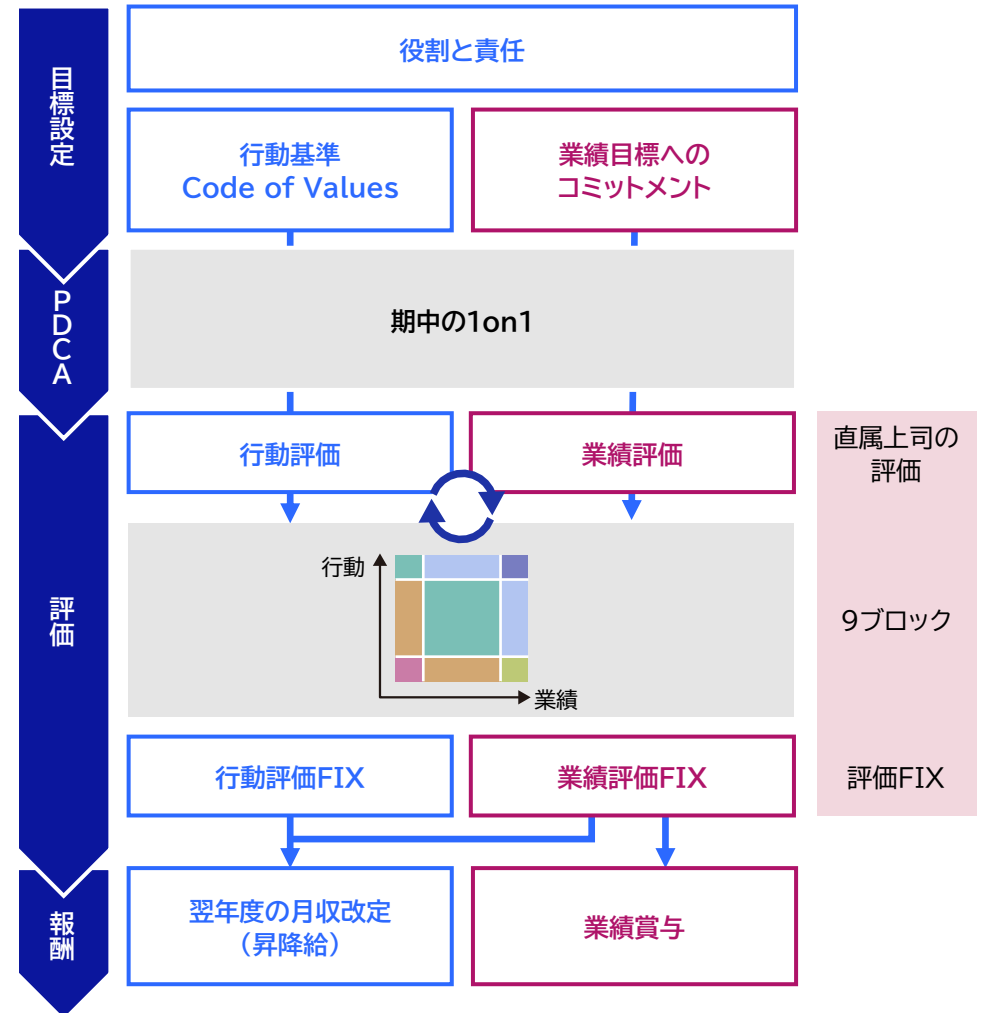 目標設定
役割と責任
行動基準
Code of Values
業績目標への
コミットメント
PDCA
期中の1on1
評価
行動評価
業績評価
直属上司の
評価
行動
業績
9ブロック
行動評価FIX
業績評価FIX
評価FIX
報酬
翌年度の月収改定
（昇降給）
業績賞与